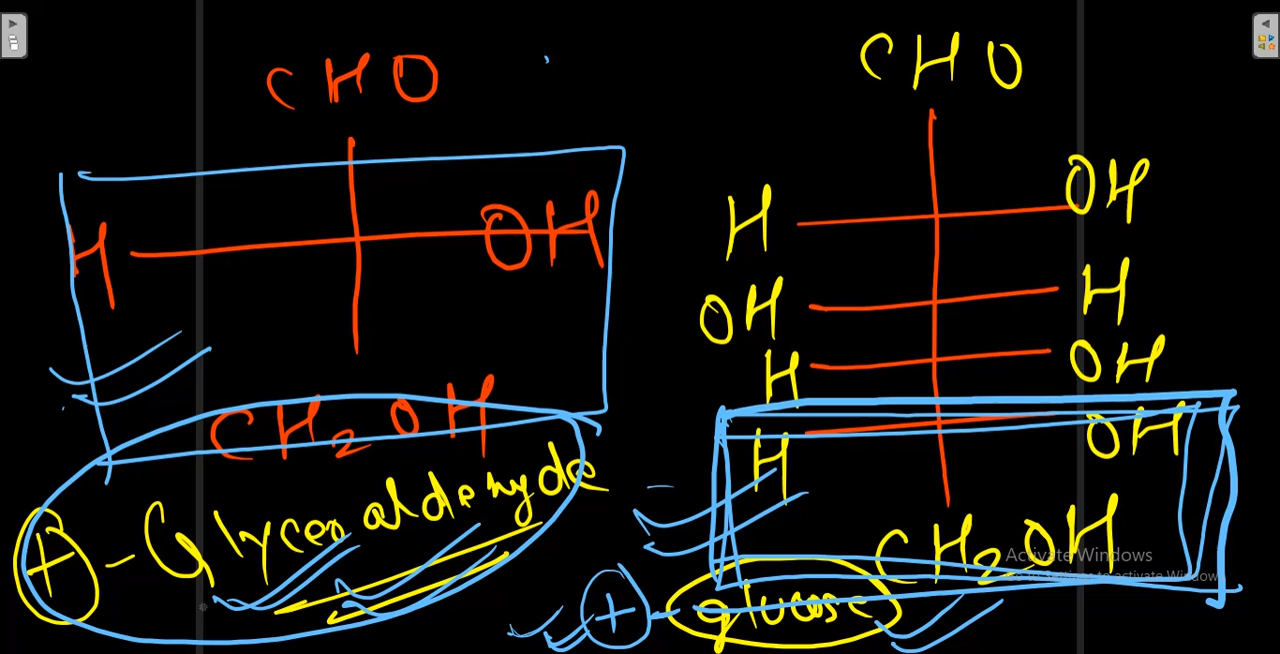 CHO
H OH
CH2OH
+ - Glyceraldehyde
CHO
H OH
OH H
H OH
H OH
CH2OH
+ - glucose
Activate Windows